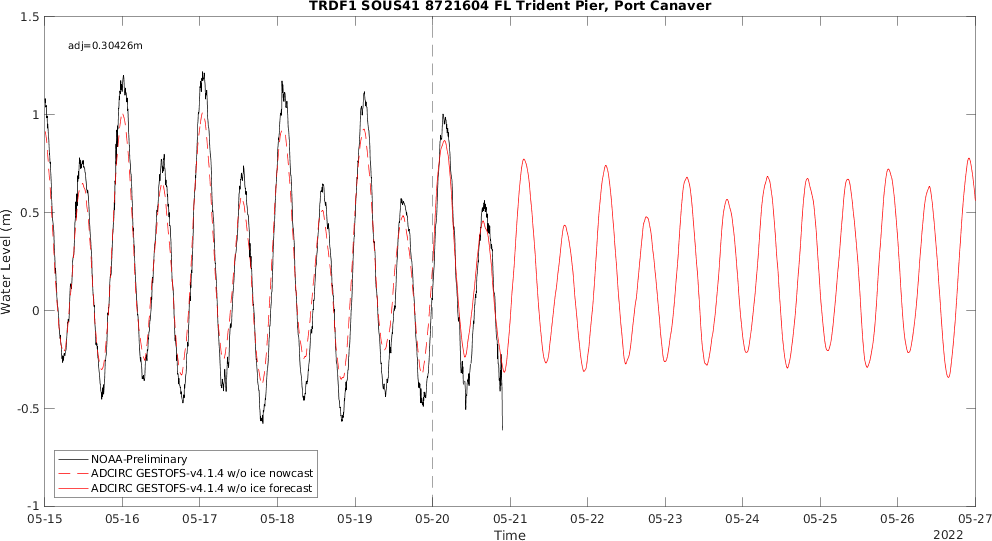 TRDF1 SOUS41 8721604 FL Trident Pier, Port Canaver
adj=0.30426m
1.5
1
0.5
0
-0.5
-1
Water Level (m)
NOAA-Preliminary
ADCIRC GESTOFS-v4.1.4 w/o ice nowcast
ADCIRC GESTOFS-v4.1.4 w/o ice forecast
05-15 05-16 05-17 05-18 05-19 05-20 05-21 05-22 05-23 05-24 05-25 05-26 05-27
Time
2022